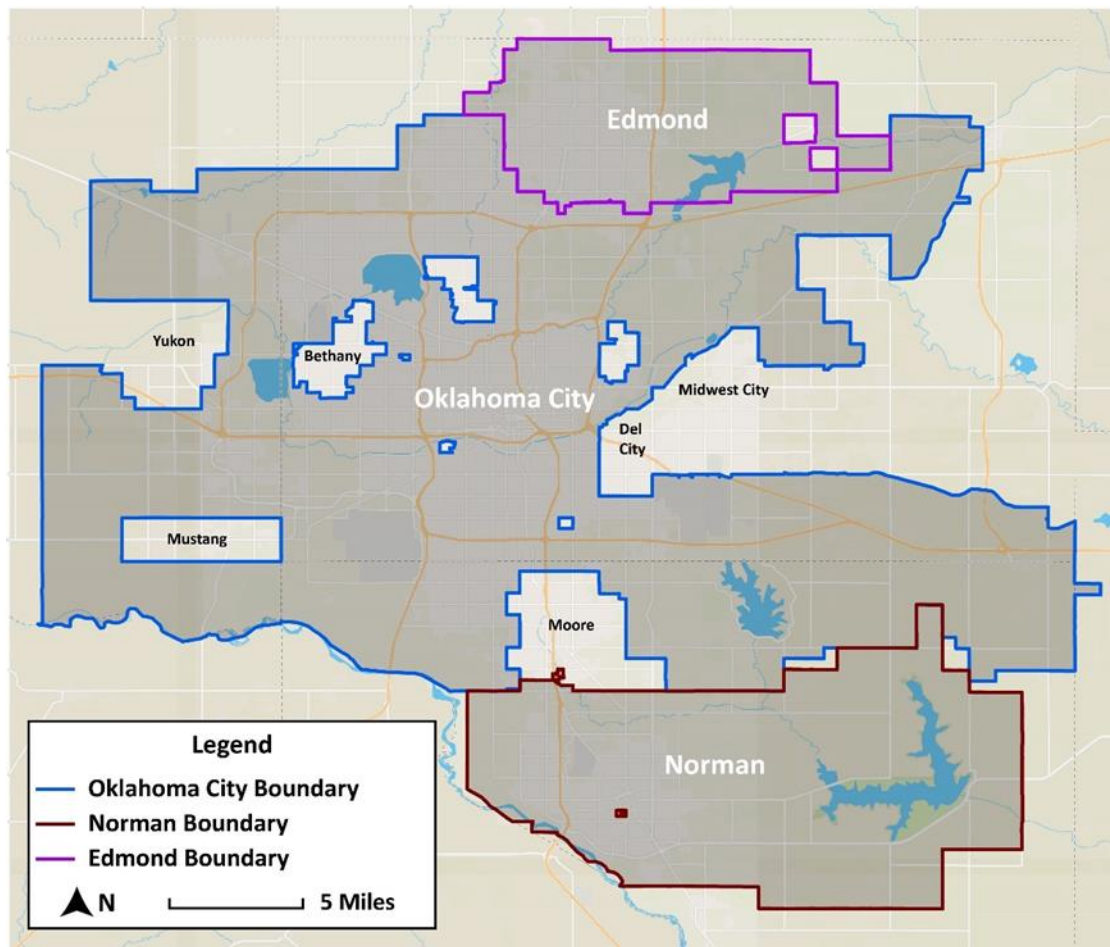 Edmond
Yukon
Bethany
Oklahoma City
Midwest City
Del
City
Mustang
Moore
Norman
Legend
Oklahoma City Boundary
Norman Boundary
Edmond Boundary
N 5 Miles